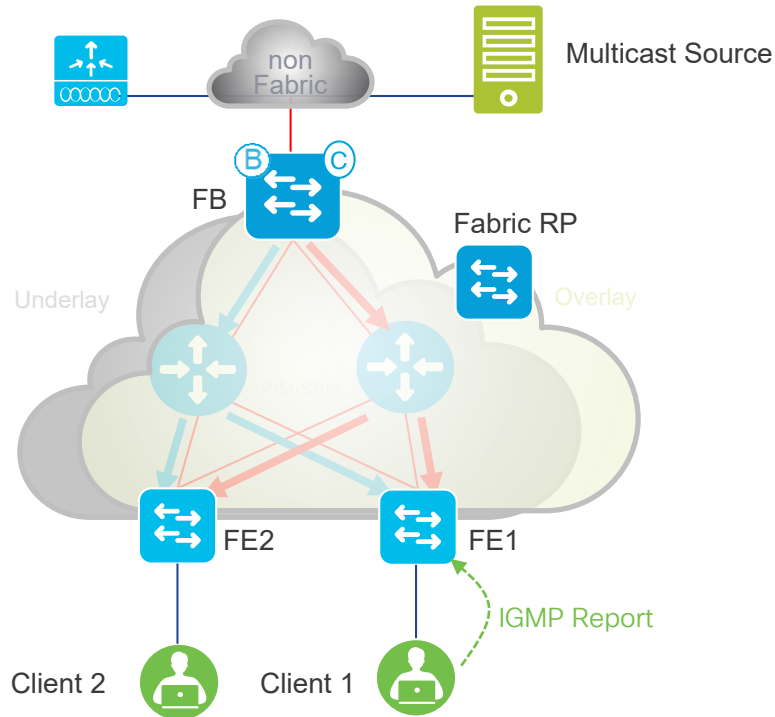 non
Fabric
Multicast Source
B
C
FB
Fabric RP
Underlay
Overlay
PIM-SSM
FE2
FE1
IGMP Report
Client 2
Client 1